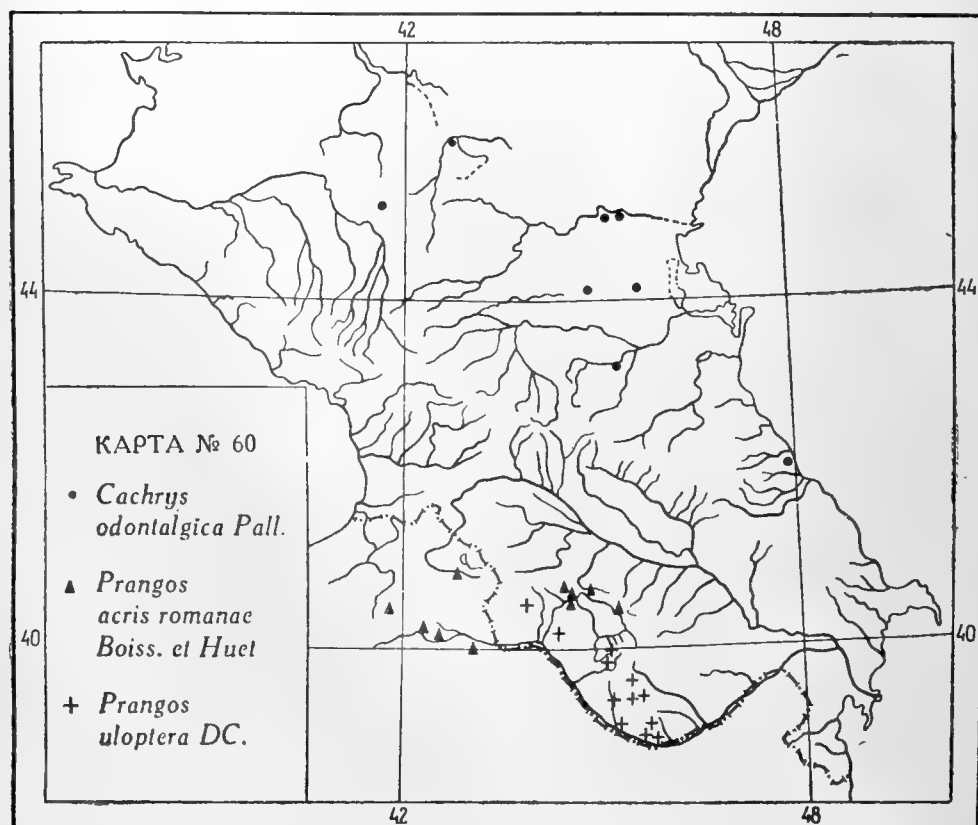 42
48
44
44
КАРТА № 60
Cachrys
odontalgica Pall.
Prangos
acris romanae
Boiss. et Huet
Prangos
uloptera DC.
40
40
42
48